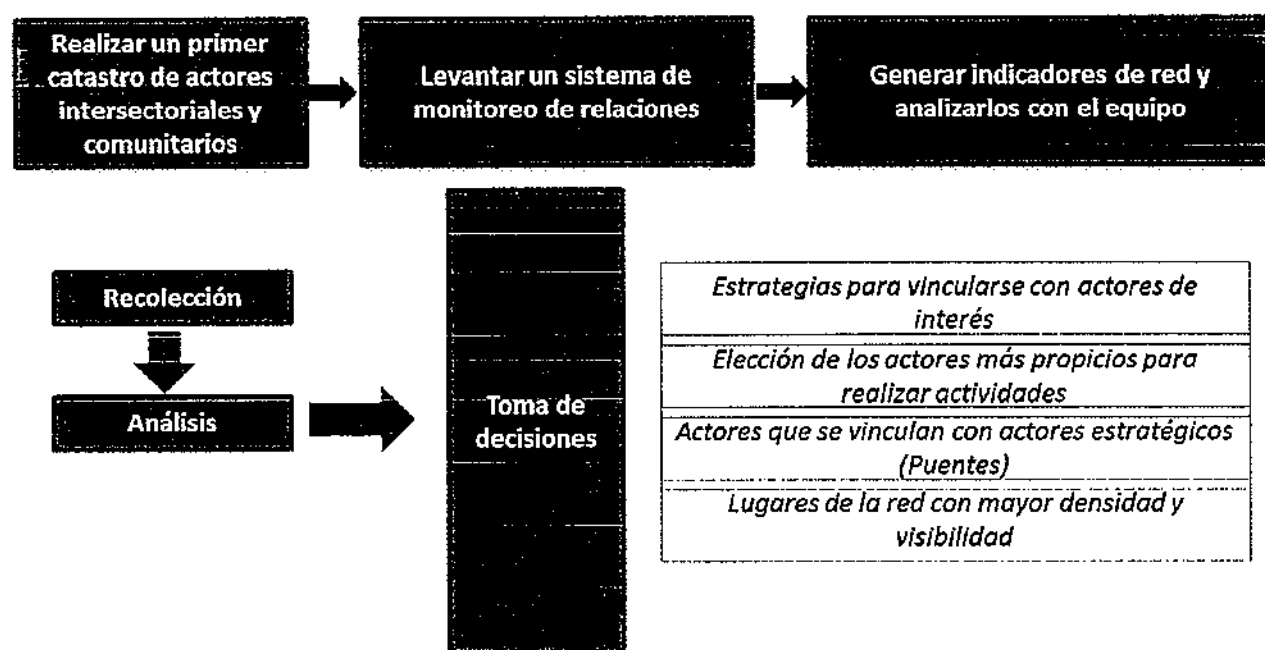 Realizar un primer
catastro de actores
intersectoriales y
comunitarios
Levantar un sistema de
monitoreo de relaciones
Generar indicadores de red y
analizarlos con el equipo
Recolección
Análisis
Toma de
decisiones
Estrategias para vincularse con actores de
interés
Elección de los actores más propicios para
realizar actividades
Actores que se vinculan con actores estratégicos
(Puentes)
Lugares de la red con mayor densidad y
visibilidad